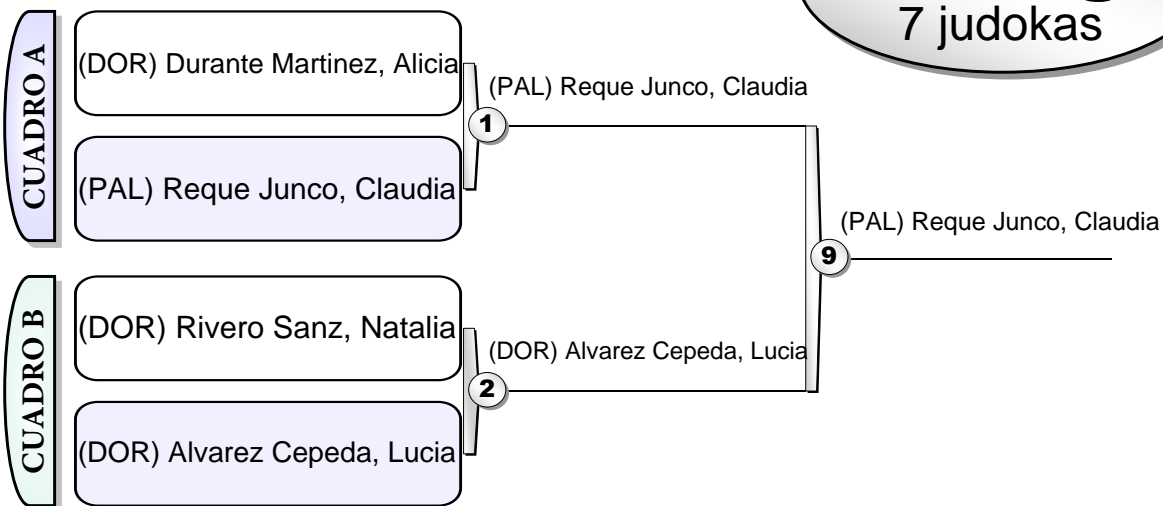 7 judokas
CUADRO A
(DOR) Durante Martinez, Alicia
(PAL) Reque Junco, Claudia
1
(PAL) Reque Junco, Claudia
CUADRO B
(DOR) Rivero Sanz, Natalia
(DOR) Alvarez Cepeda, Lucia
2
(DOR) Alvarez Cepeda, Lucia
9
(PAL) Reque Junco, Claudia